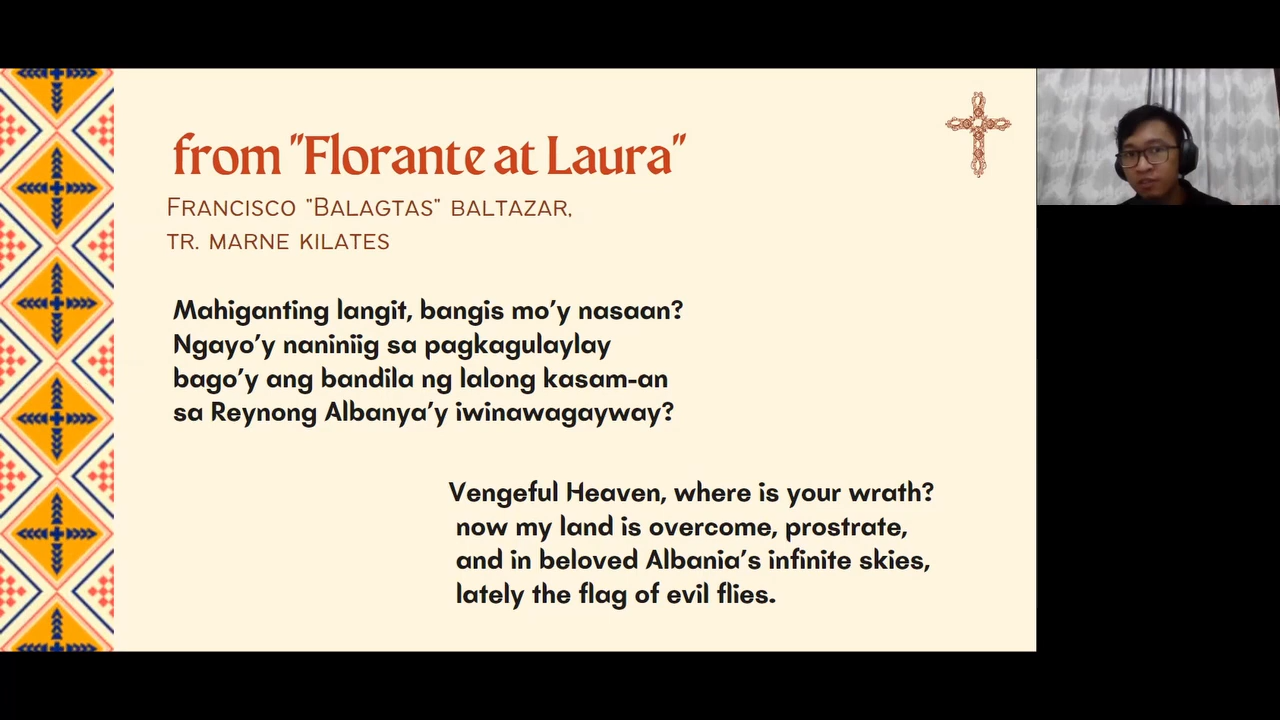 from "Florante at Laura"
FRANCISCO "BALAGTAS" BALTAZAR,
TR. MARNE KILATES
Mahiganting langit, bangis mo’y nasaan?
Ngayo’y naniniig sa pagkagulaylay
bago’y ang bandila ng lalong kasam-an
sa Reynong Albanya’y iwinawagayway?
Vengeful Heaven, where is your wrath?
now my land is overcome, prostrate,
and in beloved Albania’s infinite skies,
lately the flag of evil flies.